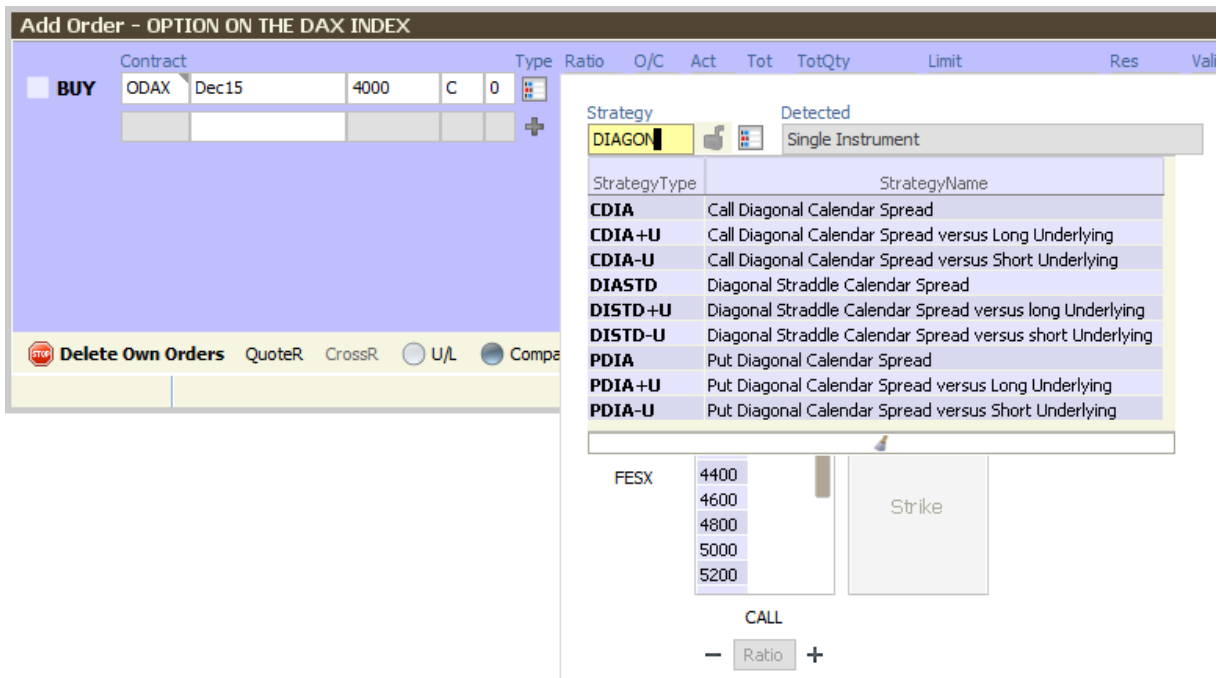 Add Order - OPTION ON THE DAX INDEX
Contract Type Ratio O/C Act Tot TotQty Limit Res Vali
BUY ODAX Dec15 4000 C 0
Strategy Detected
DIAGON Single Instrument
StrategyType StrategyName
CDIA Call Diagonal Calendar Spread
CDIA+U Call Diagonal Calendar Spread versus Long Underlying
CDIA-U Call Diagonal Calendar Spread versus Short Underlying
DIASTD Diagonal Straddle Calendar Spread
DISTD+U Diagonal Straddle Calendar Spread versus long Underlying
DISTD-U Diagonal Straddle Calendar Spread versus short Underlying
PDIA Put Diagonal Calendar Spread
PDIA+U Put Diagonal Calendar Spread versus Long Underlying
PDIA-U Put Diagonal Calendar Spread versus Short Underlying
STOP Delete Own Orders QuoteR CrossR U/L Compa
FESX 4400
4600
Strike
4800
5000
5200
CALL
- Ratio +